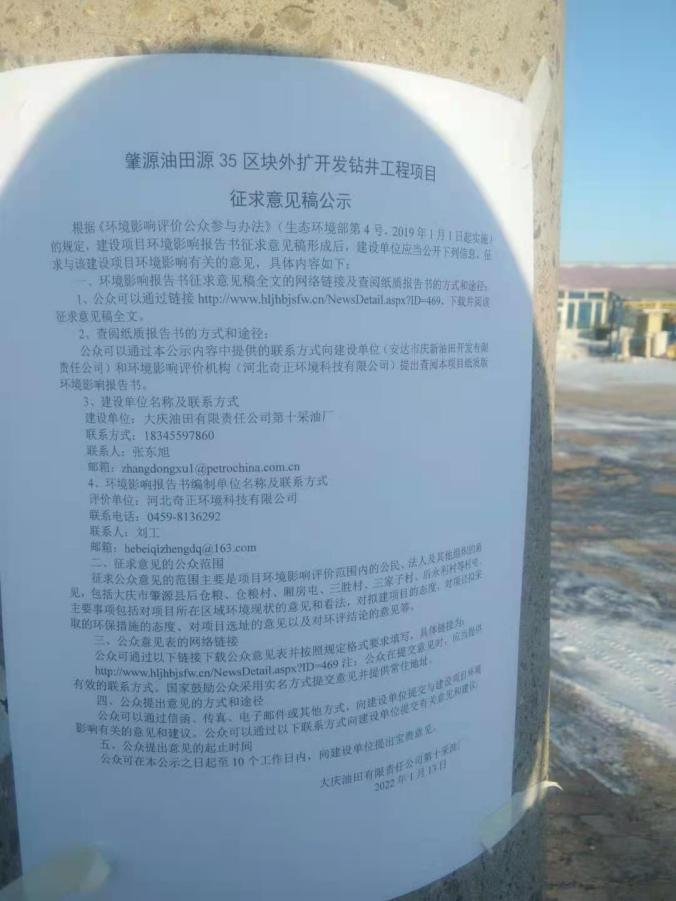 肇源油田源 35 区块外扩开发钻井工程项目
征求意见稿公示
根据《环境影响评价公众参与办法》（生态环境部第 4 号，2019 年 1 月 1 日起实施）
的规定，建设项目环境影响报告书征求意见稿形成后，建设单位应当公开下列信息，征
求与该建设项目环境影响有关的意见，具体内容如下：
一、环境影响报告书征求意见稿全文的网络链接及查阅纸质报告书的方式和途径：
1、公众可以通过链接 http://www.hljhbjsfw.cn/NewsDetail.aspx?ID=469，下载并阅读
征求意见稿全文。
2、查阅纸质报告书的方式和途径：
公众可以通过本公示内容中提供的联系方式向建设单位（安达市庆新油田开发有限
责任公司）和环境影响评价机构（河北奇正环境科技有限公司）提出查阅本项目纸质版
环境影响报告书。
3、建设单位名称及联系方式
建设单位：大庆油田有限责任公司第十采油厂
联系方式：18345597860
联系人：张东旭
邮箱：zhangdongxu1@petrochina.com.cn
4、环境影响报告书编制单位名称及联系方式
评价单位：河北奇正环境科技有限公司
联系电话：0459-8136292
联系人：刘工
邮箱：hebeiqizhengdq@163.com
二、征求意见的公众范围
征求公众意见的范围主要是项目环境影响评价范围内的公民、法人及其他组织的意
见，包括大庆市肇源县后仓粮、仓粮村、厢房屯、三胜村、三家子村、后永利村等村屯，
主要事项包括对项目所在区域环境现状的意见和看法，对拟建项目的态度，对项目拟采
取的环保措施的态度、对项目选址的意见以及对环评结论的意见等。
三、公众意见表的网络链接
公众可通过以下链接下载公众意见表并按照规定格式要求填写，具体链接为：
http://www.hljhbjsfw.cn/NewsDetail.aspx?ID=469 注：公众在提交意见时，应当提供
有效的联系方式。国家鼓励公众采用实名方式提交意见并提供常住地址。
四、公众提出意见的方式和途径
公众可以通过信函、传真、电子邮件或其他方式，向建设单位提交与建设项目环境
影响有关的意见和建议。公众可以通过以下联系方式向建设单位提交有关意见和建议
五、公众提出意见的起止时间
公众可在本公示之日起至 10 个工作日内，向建设单位提出宝贵意见。
大庆油田有限责任公司第十采油厂
2022 年 1 月 13 日